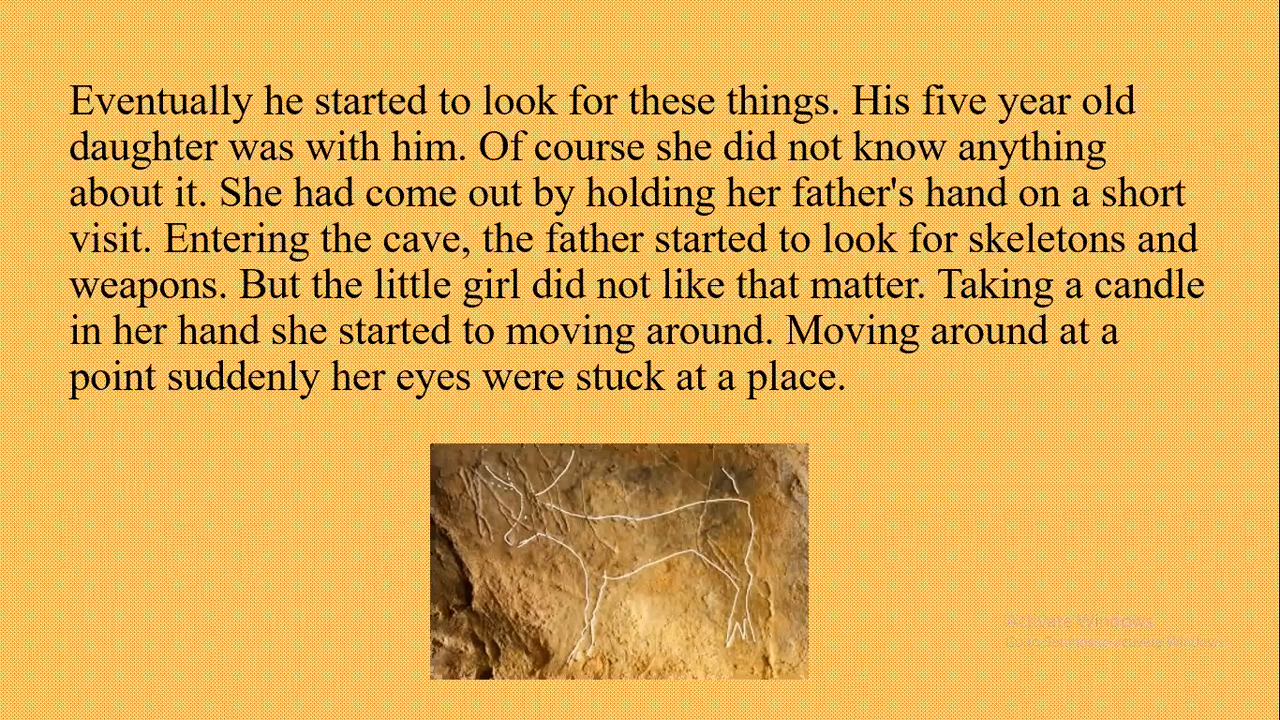 Eventually he started to look for these things. His five year old
daughter was with him. Of course she did not know anything
about it. She had come out by holding her father's hand on a short
visit. Entering the cave, the father started to look for skeletons and
weapons. But the little girl did not like that matter. Taking a candle
in her hand she started to moving around. Moving around at a
point suddenly her eyes were stuck at a place.
Activate Windows